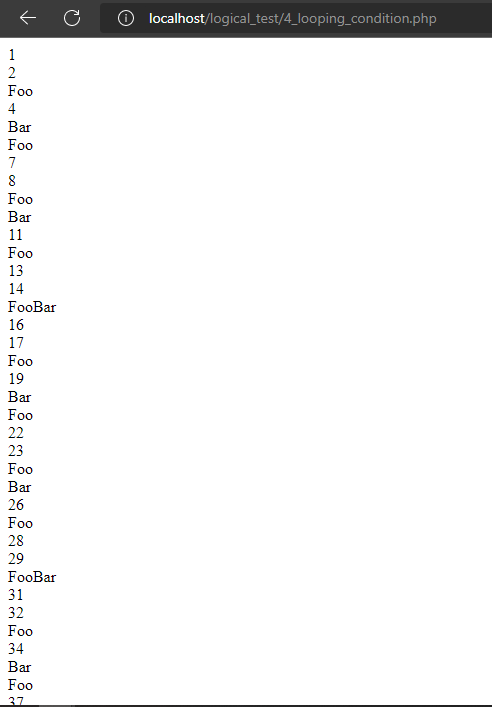 localhost/logical_test/4_looping_condition.php
1
2
Foo
4
Bar
Foo
7
8
Foo
Bar
11
Foo
13
14
FooBar
16
17
Foo
19
Bar
Foo
22
23
Foo
Bar
26
Foo
28
29
FooBar
31
32
Foo
34
Bar
Foo
37